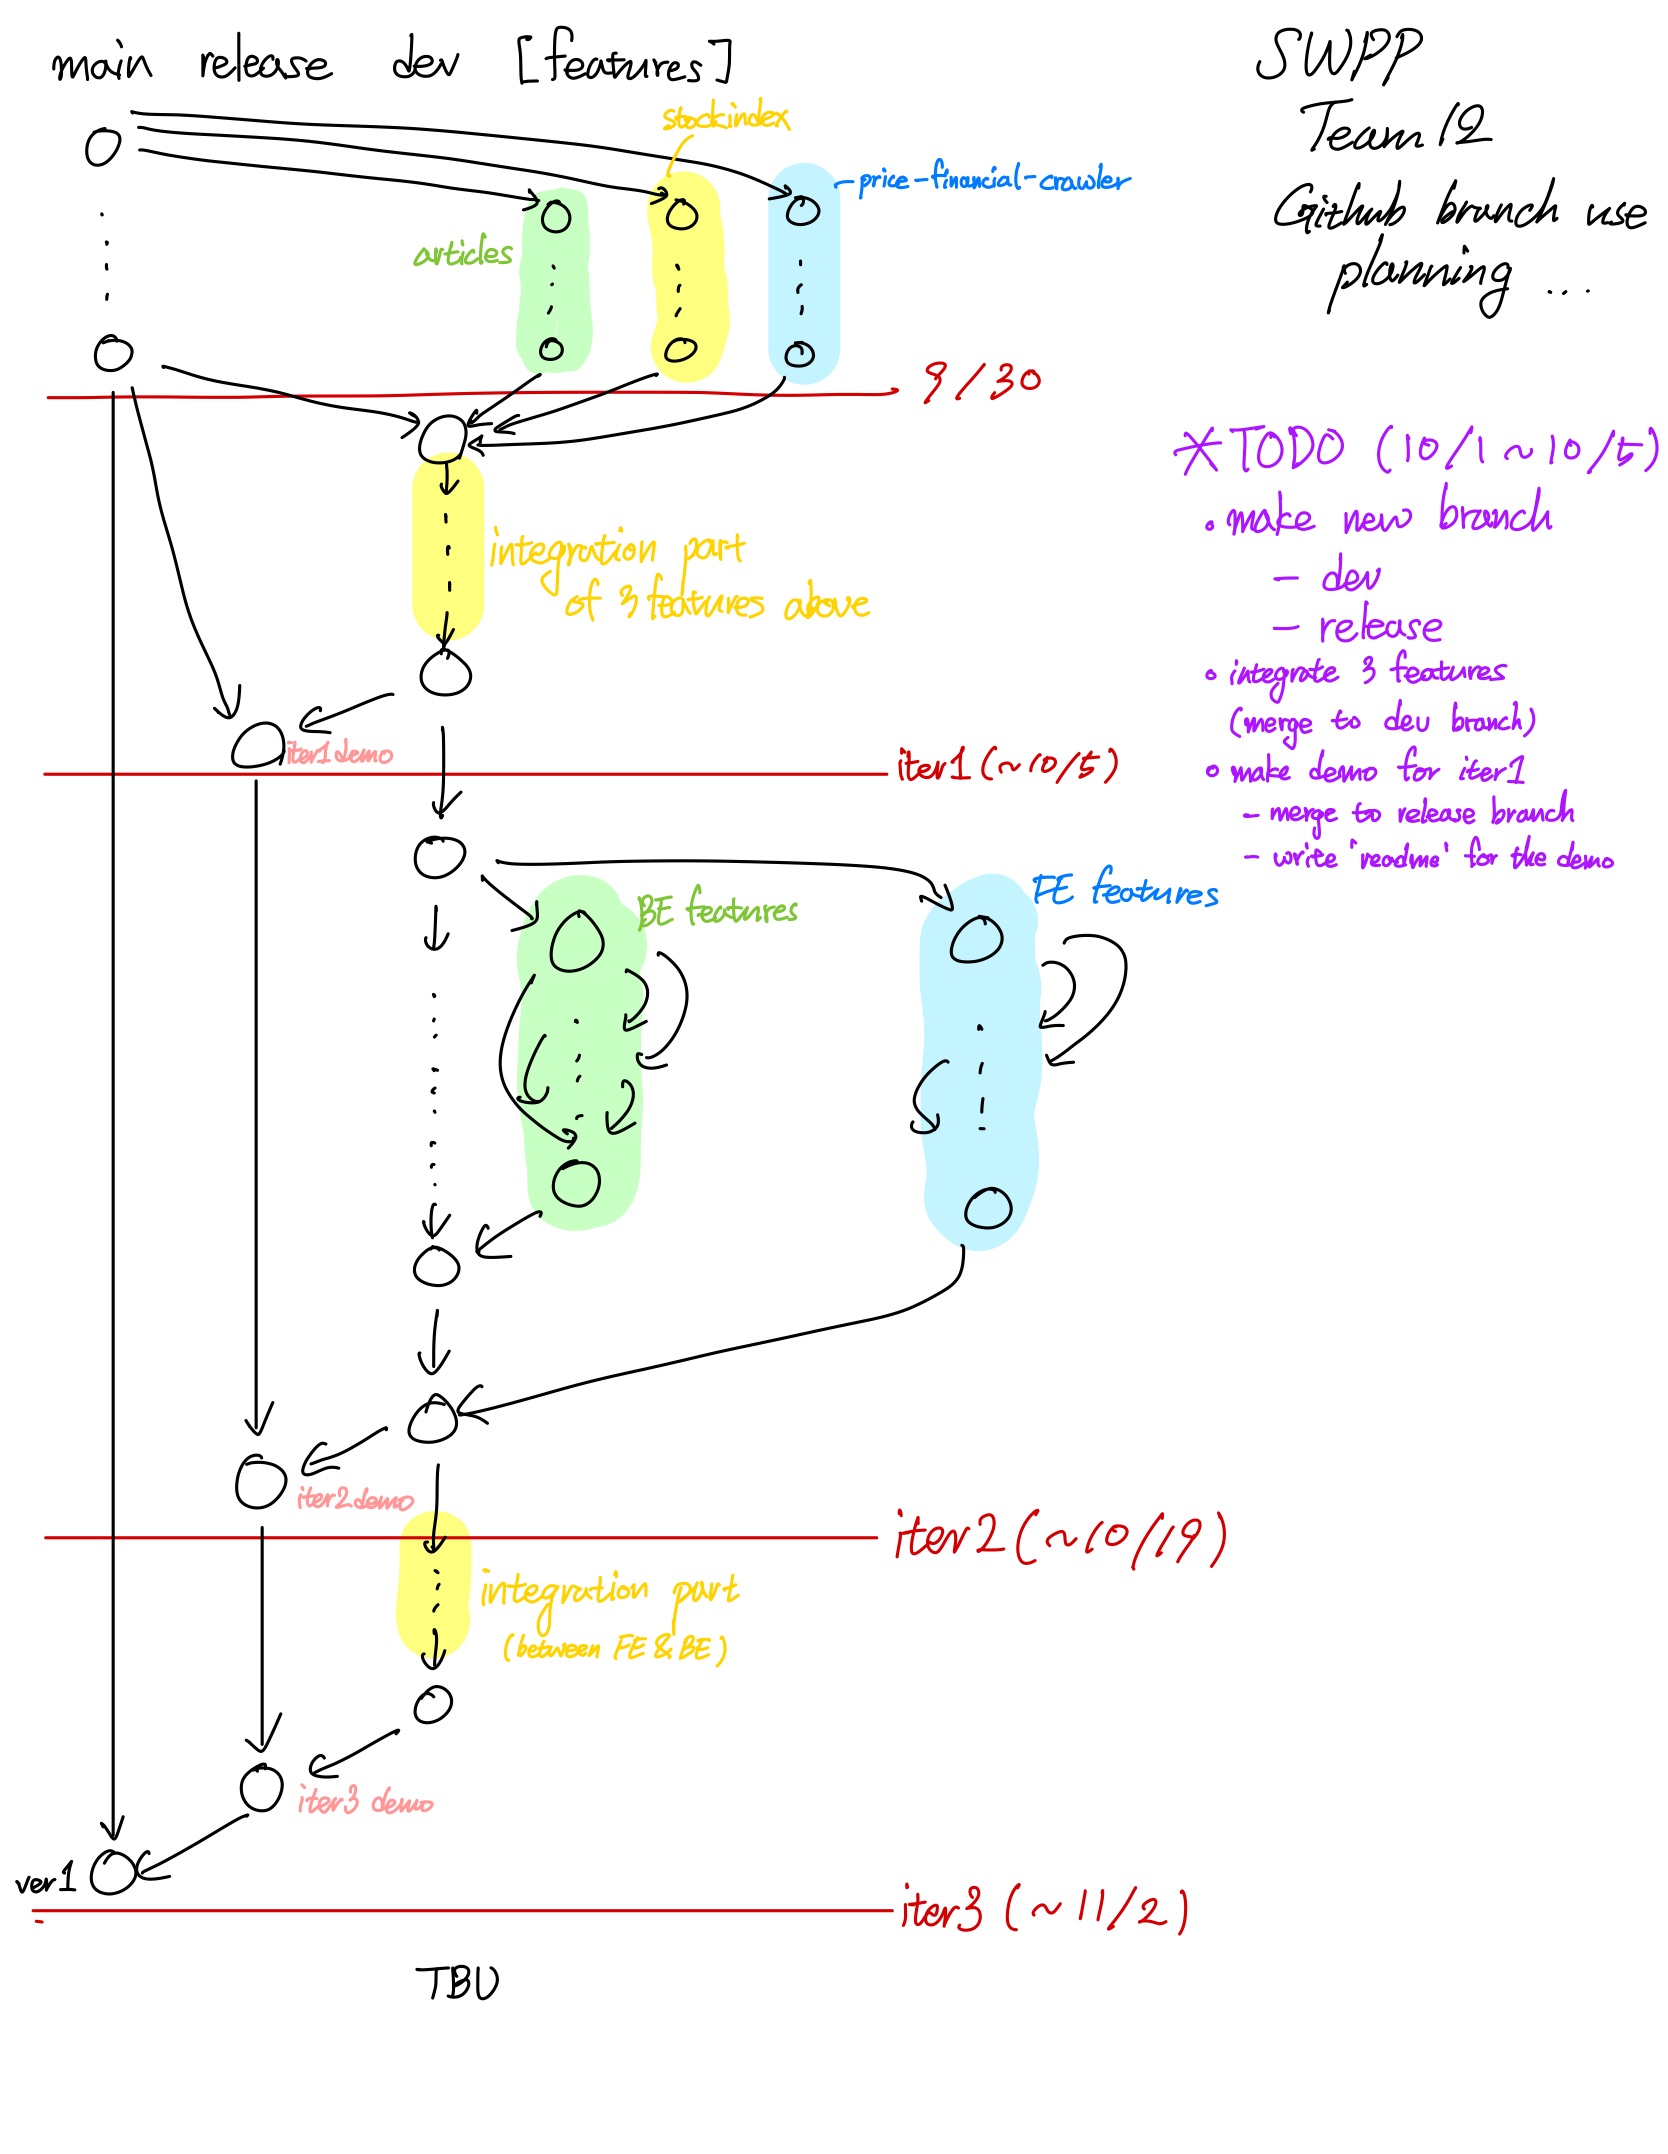 main release dev [features]
SWPP
Team 12
Github branch use
planning ...
stockindex
- price-financial-crawler
articles
9/30
*TODO (10/1 ~ 10/5)
• make new branch
- dev
- release
• integrate 3 features
(merge to dev branch)
• make demo for iter1
- merge to release branch
- write 'readme' for the demo
integration part
of 3 features above
iter1 demo
iter1 (~10/5)
BE features
FE features
iter2 demo
iter2 (~10/19)
integration part
(between FE & BE)
iter3 demo
ver1
iter3 (~11/2)
TBU